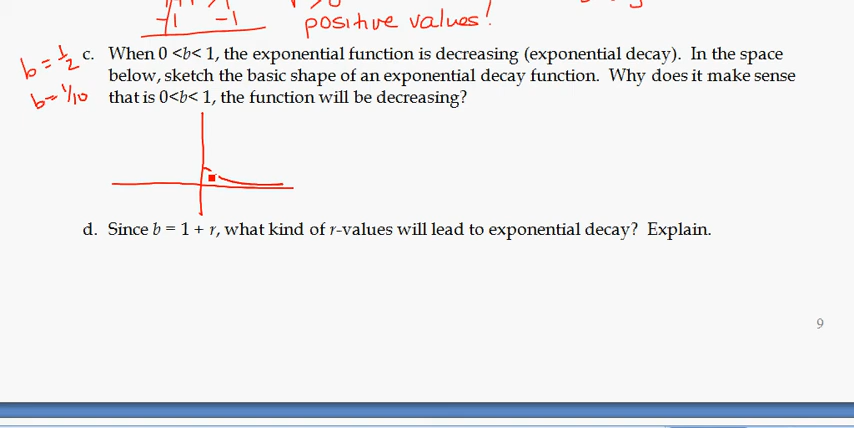 -1 -1
positive values!
b = 1/2
c. When 0 <b< 1, the exponential function is decreasing (exponential decay). In the space
below, sketch the basic shape of an exponential decay function. Why does it make sense
b= 1/10
that is 0<b< 1, the function will be decreasing?
d. Since b = 1 + r, what kind of r-values will lead to exponential decay? Explain.
9